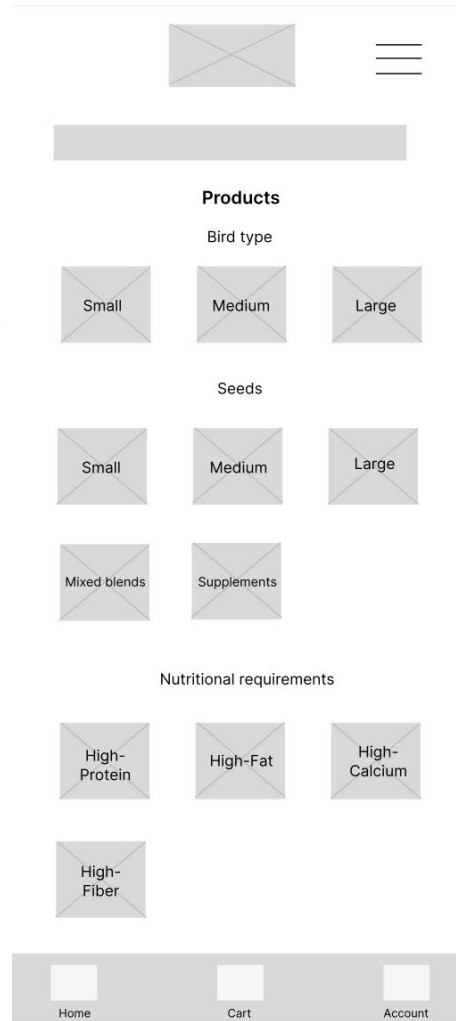 Products
Bird type
Small Medium Large
Seeds
Small Medium Large
Mixed blends Supplements
Nutritional requirements
High-
Protein
High-Fat
High-
Calcium
High-
Fiber
Home Cart Account